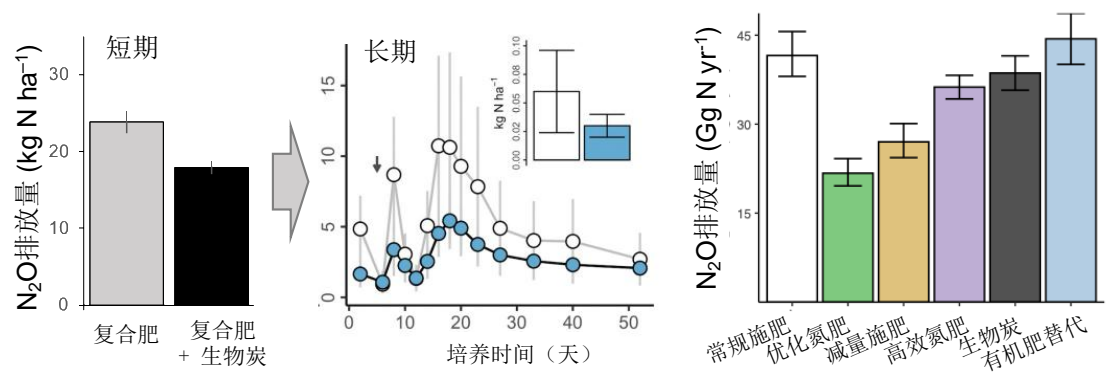 N₂O排放量 (kg N ha⁻¹)
短期
30
20
10
0
复合肥
复合肥
+ 生物炭
长期
15
10
5
0
0
10
20
30
40
50
培养时间（天）
kg N ha⁻¹
0.10
0.08
0.05
0.02
0.00
N₂O排放量 (Gg N yr⁻¹)
45
30
15
常规施肥
优化氮肥
减量施肥
高效氮肥
生物炭
有机肥替代